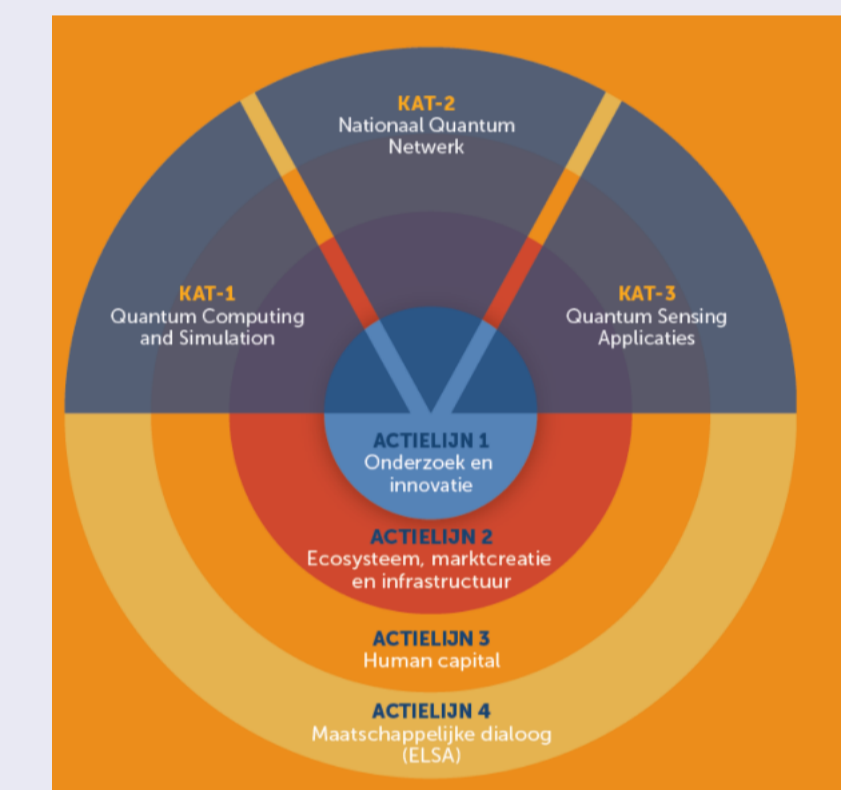 KAT-2
Nationaal Quantum
Netwerk
KAT-1
Quantum Computing
and Simulation
KAT-3
Quantum Sensing
Applicaties
ACTIELIJN 1
Onderzoek en
innovatie
ACTIELIJN 2
Ecosysteem, marktcreatie
en infrastructuur
ACTIELIJN 3
Human capital
ACTIELIJN 4
Maatschappelijke dialoog
(ELSA)